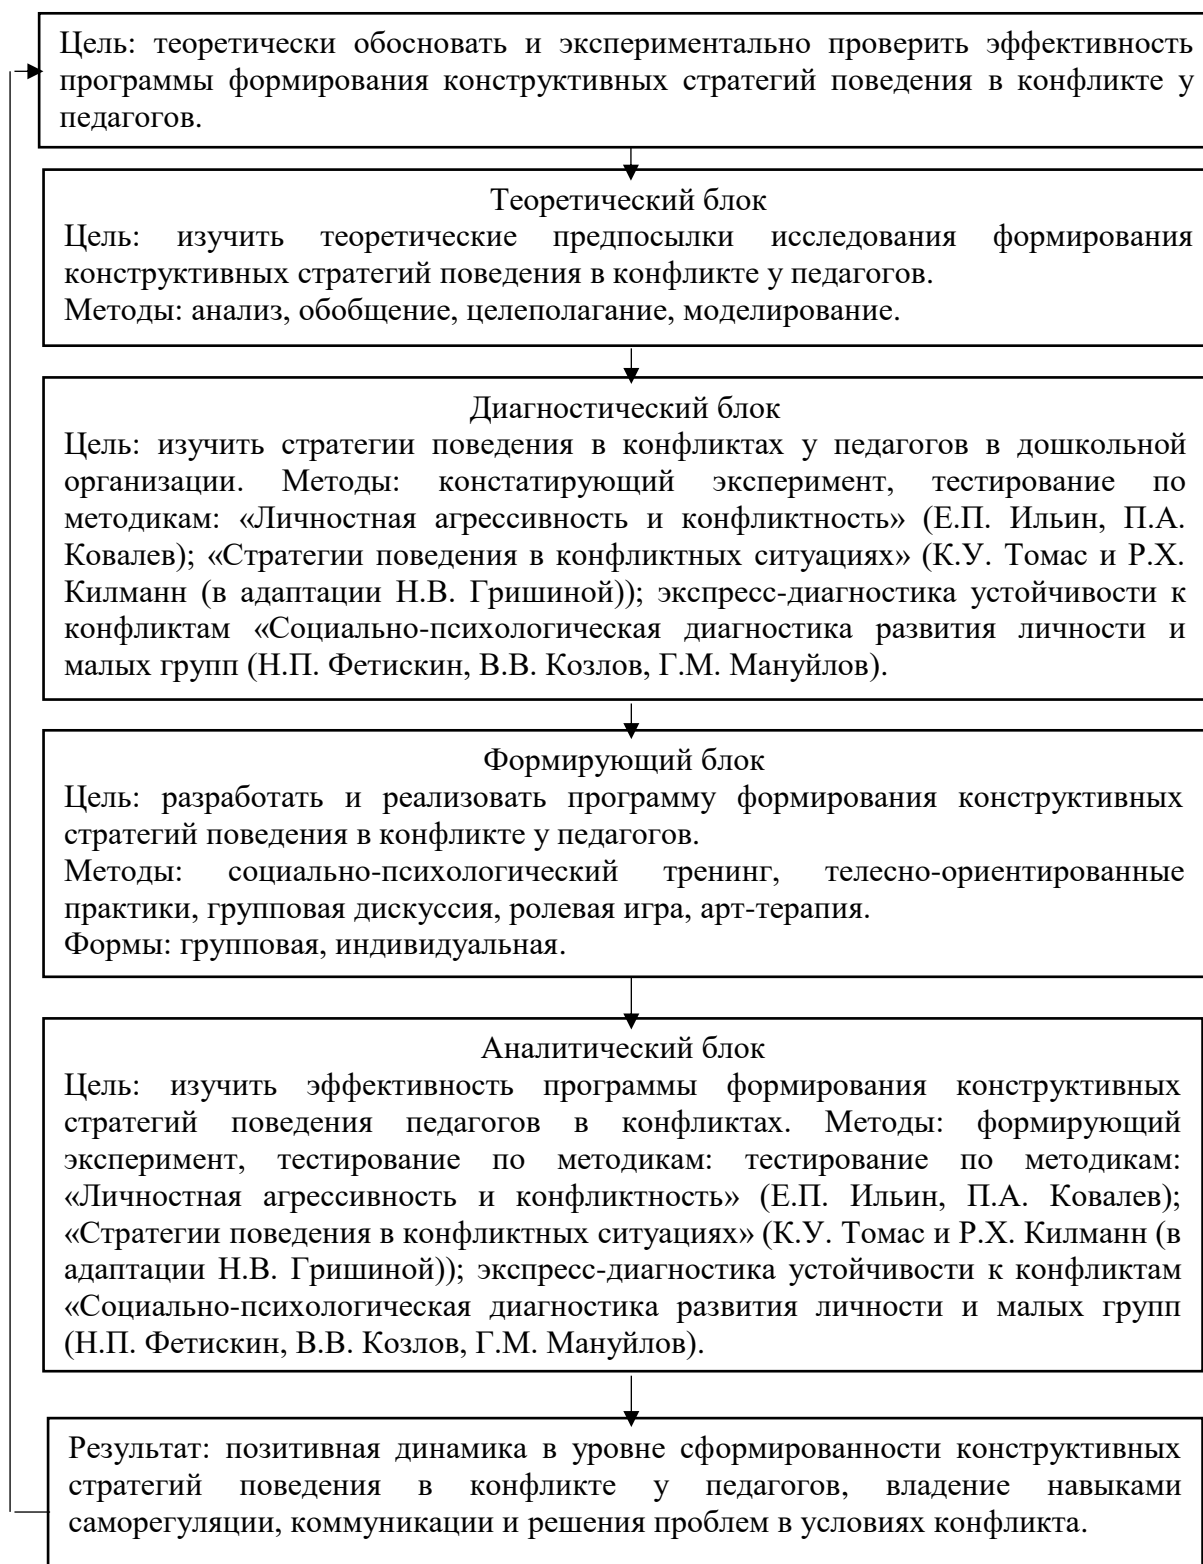 Цель: теоретически обосновать и экспериментально проверить эффективность
программы формирования конструктивных стратегий поведения в конфликте у
педагогов.
Теоретический блок
Цель: изучить теоретические предпосылки исследования формирования
конструктивных стратегий поведения в конфликте у педагогов.
Методы: анализ, обобщение, целеполагание, моделирование.
Диагностический блок
Цель: изучить стратегии поведения в конфликтах у педагогов в дошкольной
организации. Методы: констатирующий эксперимент, тестирование по
методикам: «Личностная агрессивность и конфликтность» (Е.П. Ильин, П.А.
Ковалев); «Стратегии поведения в конфликтных ситуациях» (К.У. Томас и Р.Х.
Килманн (в адаптации Н.В. Гришиной)); экспресс-диагностика устойчивости к
конфликтам «Социально-психологическая диагностика развития личности и
малых групп (Н.П. Фетискин, В.В. Козлов, Г.М. Мануйлов).
Формирующий блок
Цель: разработать и реализовать программу формирования конструктивных
стратегий поведения в конфликте у педагогов.
Методы: социально-психологический тренинг, телесно-ориентированные
практики, групповая дискуссия, ролевая игра, арт-терапия.
Формы: групповая, индивидуальная.
Аналитический блок
Цель: изучить эффективность программы формирования конструктивных
стратегий поведения педагогов в конфликтах. Методы: формирующий
эксперимент, тестирование по методикам: тестирование по методикам:
«Личностная агрессивность и конфликтность» (Е.П. Ильин, П.А. Ковалев);
«Стратегии поведения в конфликтных ситуациях» (К.У. Томас и Р.Х. Килманн (в
адаптации Н.В. Гришиной)); экспресс-диагностика устойчивости к конфликтам
«Социально-психологическая диагностика развития личности и малых групп
(Н.П. Фетискин, В.В. Козлов, Г.М. Мануйлов).
Результат: позитивная динамика в уровне сформированности конструктивных
стратегий поведения в конфликте у педагогов, владение навыками
саморегуляции, коммуникации и решения проблем в условиях конфликта.